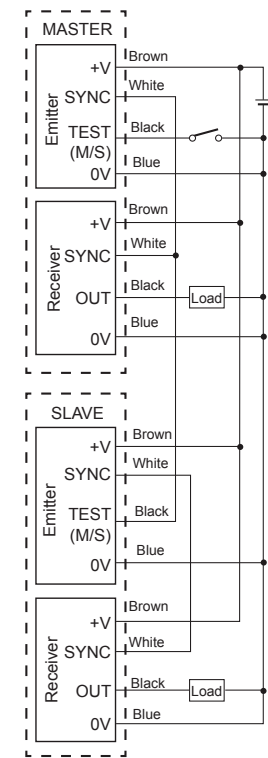 MASTER
Emitter
+V
Brown
SYNC
White
TEST
(M/S)
Black
0V
Blue
Receiver
+V
Brown
SYNC
White
OUT
Black
Load
0V
Blue
SLAVE
Emitter
+V
Brown
SYNC
White
TEST
(M/S)
Black
0V
Blue
Receiver
+V
Brown
SYNC
White
OUT
Black
Load
0V
Blue